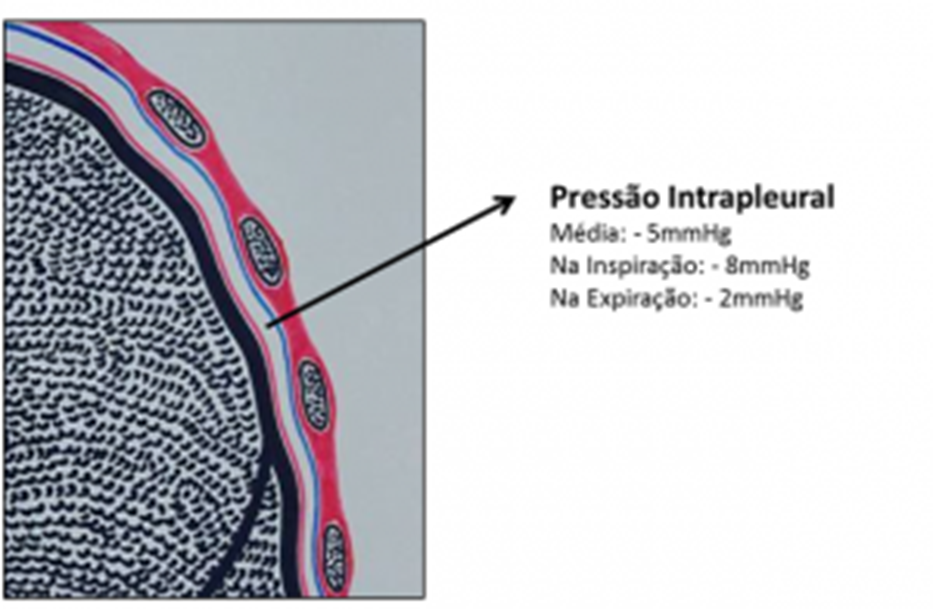 Pressão Intrapleural
Média: - 5mmHg
Na Inspiração: - 8mmHg
Na Expiração: - 2mmHg